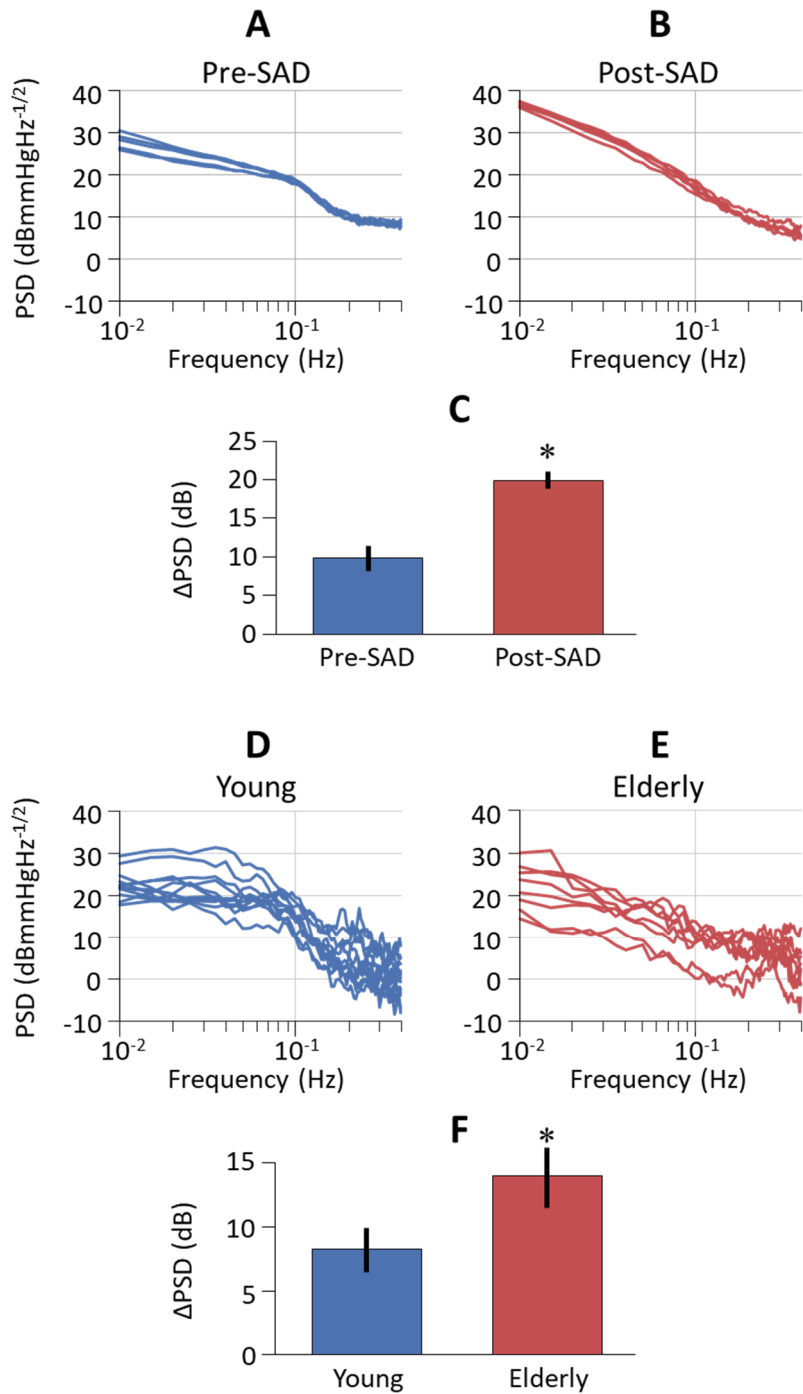 A
B
Pre-SAD
Post-SAD
PSD (dBmmHgHz-1/2)
40
30
20
10
0
-10
40
30
20
10
0
-10
10-2
10-1
10-2
10-1
Frequency (Hz)
Frequency (Hz)
C
ΔPSD (dB)
25
20
15
10
5
0
*
Pre-SAD
Post-SAD
D
E
Young
Elderly
PSD (dBmmHgHz-1/2)
40
30
20
10
0
-10
40
30
20
10
0
-10
10-2
10-1
10-2
10-1
Frequency (Hz)
Frequency (Hz)
F
ΔPSD (dB)
15
10
5
0
*
Young
Elderly